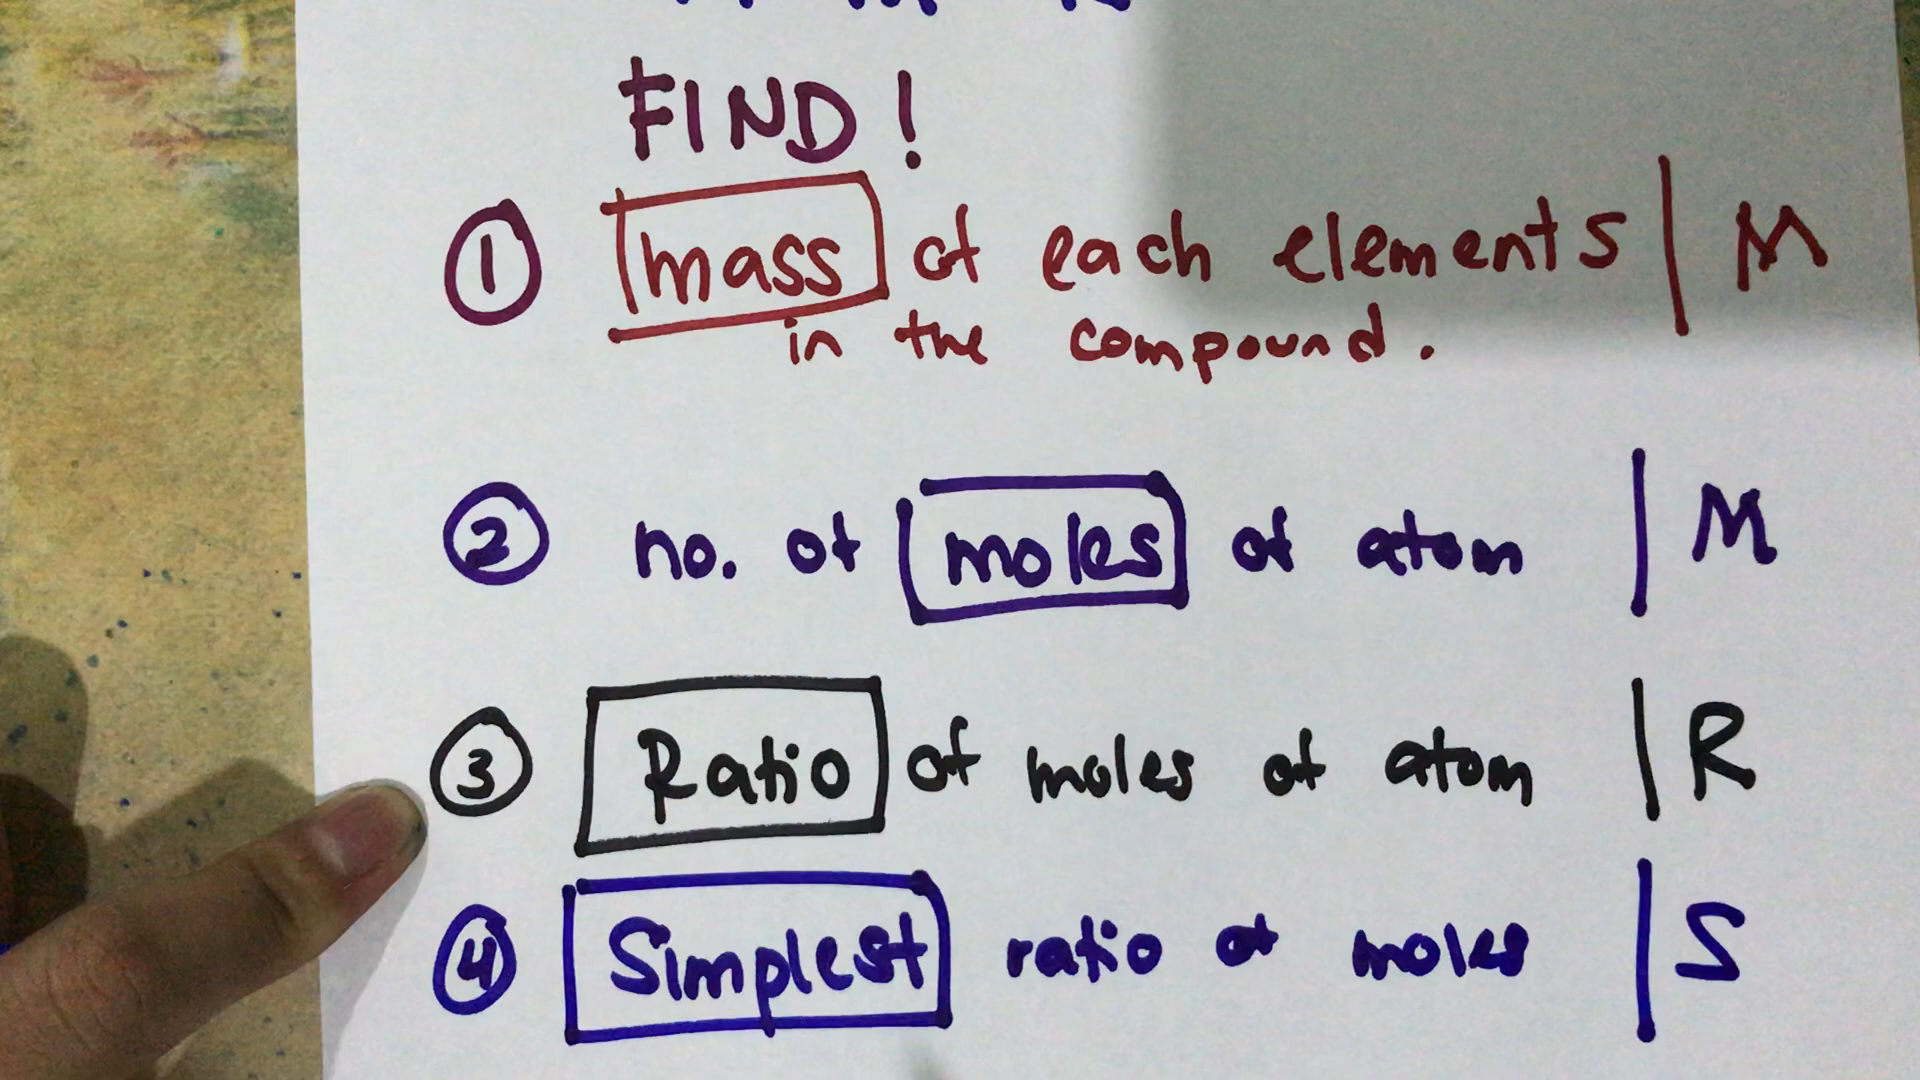 FIND!
1 mass of each elements | M
in the compound.
2 no. of moles of atom | M
3 Ratio of moles of atom | R
4 Simplest ratio of moles | S